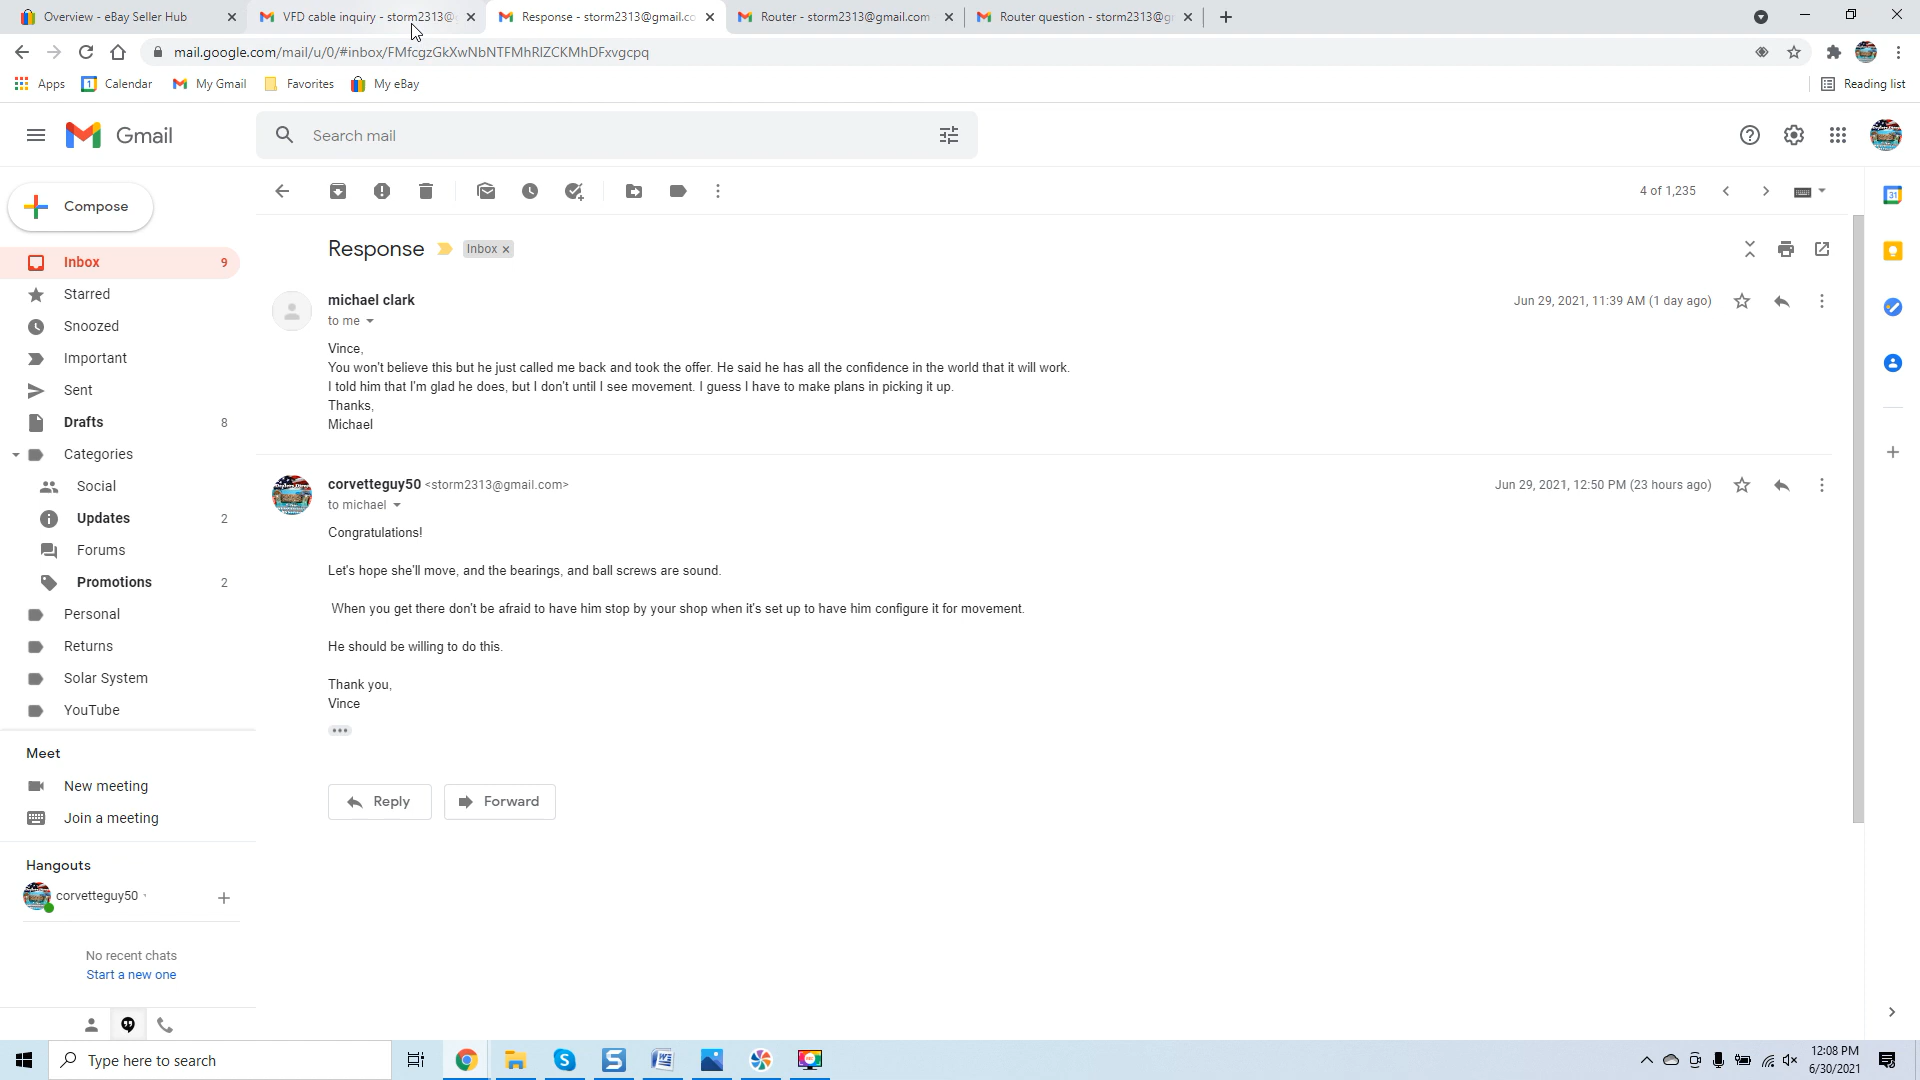 Overview - eBay Seller Hub
VFD cable inquiry - storm2313@
Response - storm2313@gmail.co
Router - storm2313@gmail.com
Router question - storm2313@g
mail.google.com/mail/u/0/#inbox/FMfcgzGkXwNbNTFMhRlZCKMhDFxvgcpq
Apps
Calendar
My Gmail
Favorites
My eBay
Reading list
Gmail
Search mail
Compose
4 of 1,235
Inbox 9
Starred
Snoozed
Important
Sent
Drafts 8
Categories
Social
Updates 2
Forums
Promotions 2
Personal
Returns
Solar System
YouTube
Meet
New meeting
Join a meeting
Hangouts
corvetteguy50
No recent chats
Start a new one
Response
Inbox
michael clark
Jun 29, 2021, 11:39 AM (1 day ago)
to me
Vince,
You won't believe this but he just called me back and took the offer. He said he has all the confidence in the world that it will work.
I told him that I'm glad he does, but I don't until I see movement. I guess I have to make plans in picking it up.
Thanks,
Michael
corvetteguy50 <storm2313@gmail.com>
Jun 29, 2021, 12:50 PM (23 hours ago)
to michael
Congratulations!
Let's hope she'll move, and the bearings, and ball screws are sound.
When you get there don't be afraid to have him stop by your shop when it's set up to have him configure it for movement.
He should be willing to do this.
Thank you,
Vince
Reply
Forward
Type here to search
12:08 PM
6/30/2021